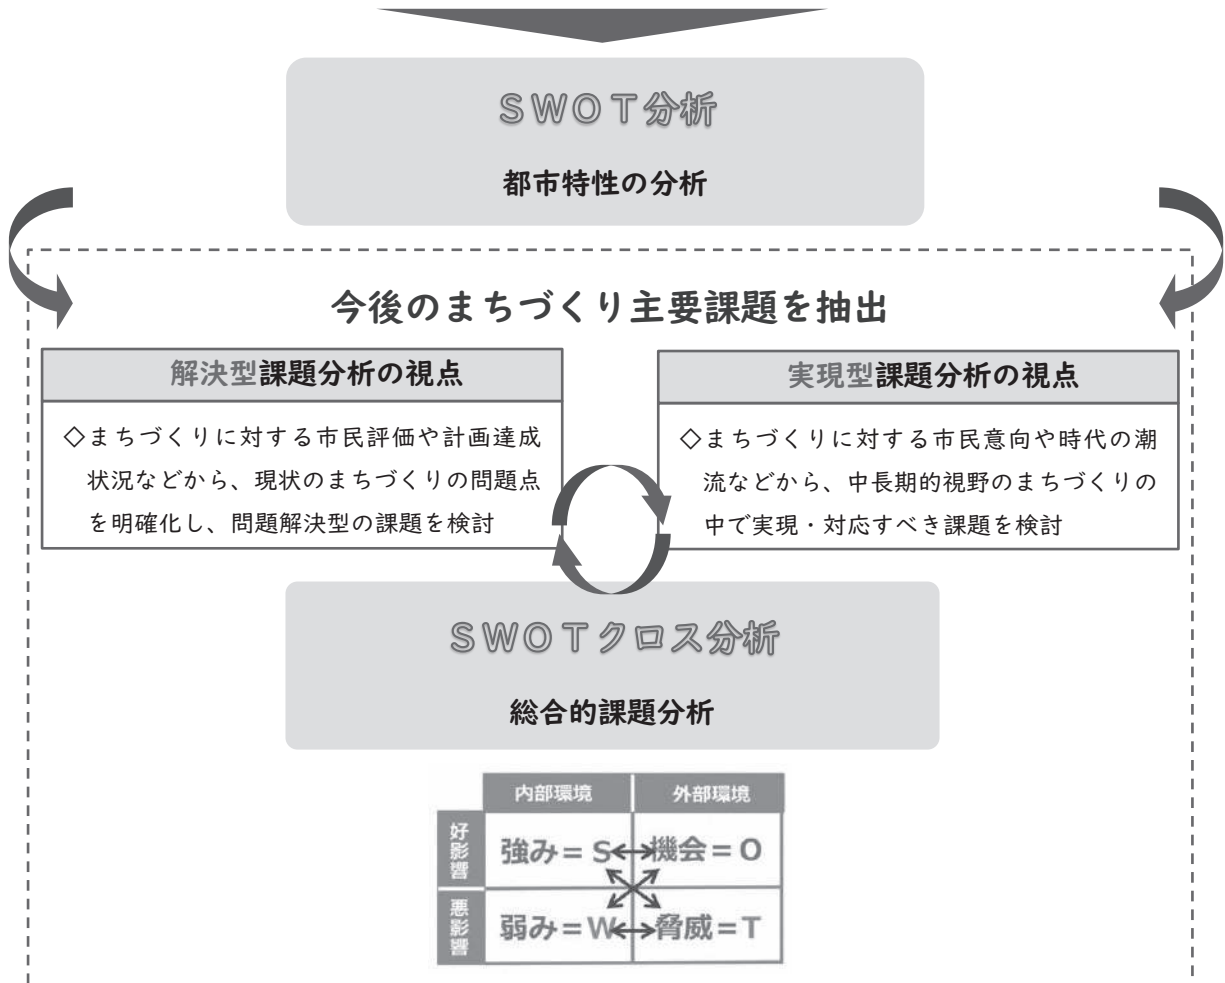 SWOT分析
都市特性の分析
今後のまちづくり主要課題を抽出
解決型課題分析の視点
◇まちづくりに対する市民評価や計画達成
状況などから、現状のまちづくりの問題点
を明確化し、問題解決型の課題を検討
実現型課題分析の視点
◇まちづくりに対する市民意向や時代の潮
流などから、中長期的視野のまちづくりの
中で実現・対応すべき課題を検討
SWOTクロス分析
総合的課題分析
内部環境
外部環境
好影響
強み=S
機会=O
悪影響
弱み=W
脅威=T